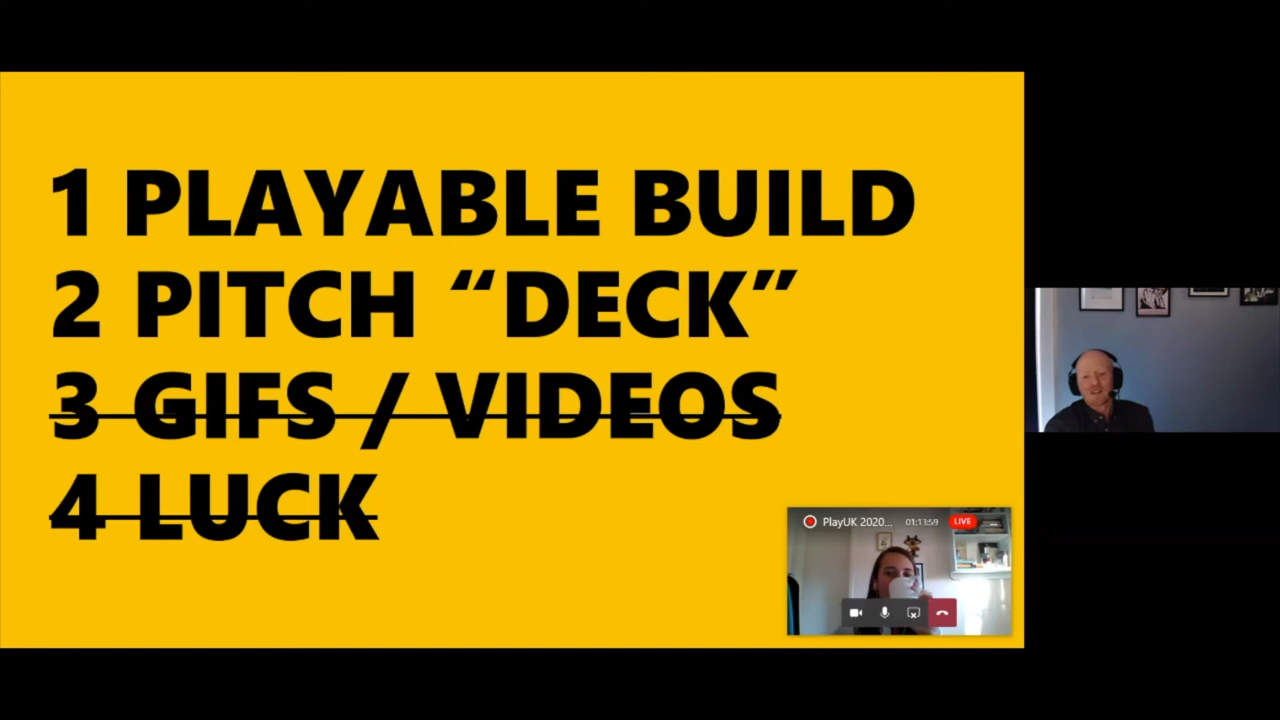 1 PLAYABLE BUILD
2 PITCH “DECK”
3 GIFS / VIDEOS
4 LUCK
PlayUK 2020... 01:13:59 LIVE